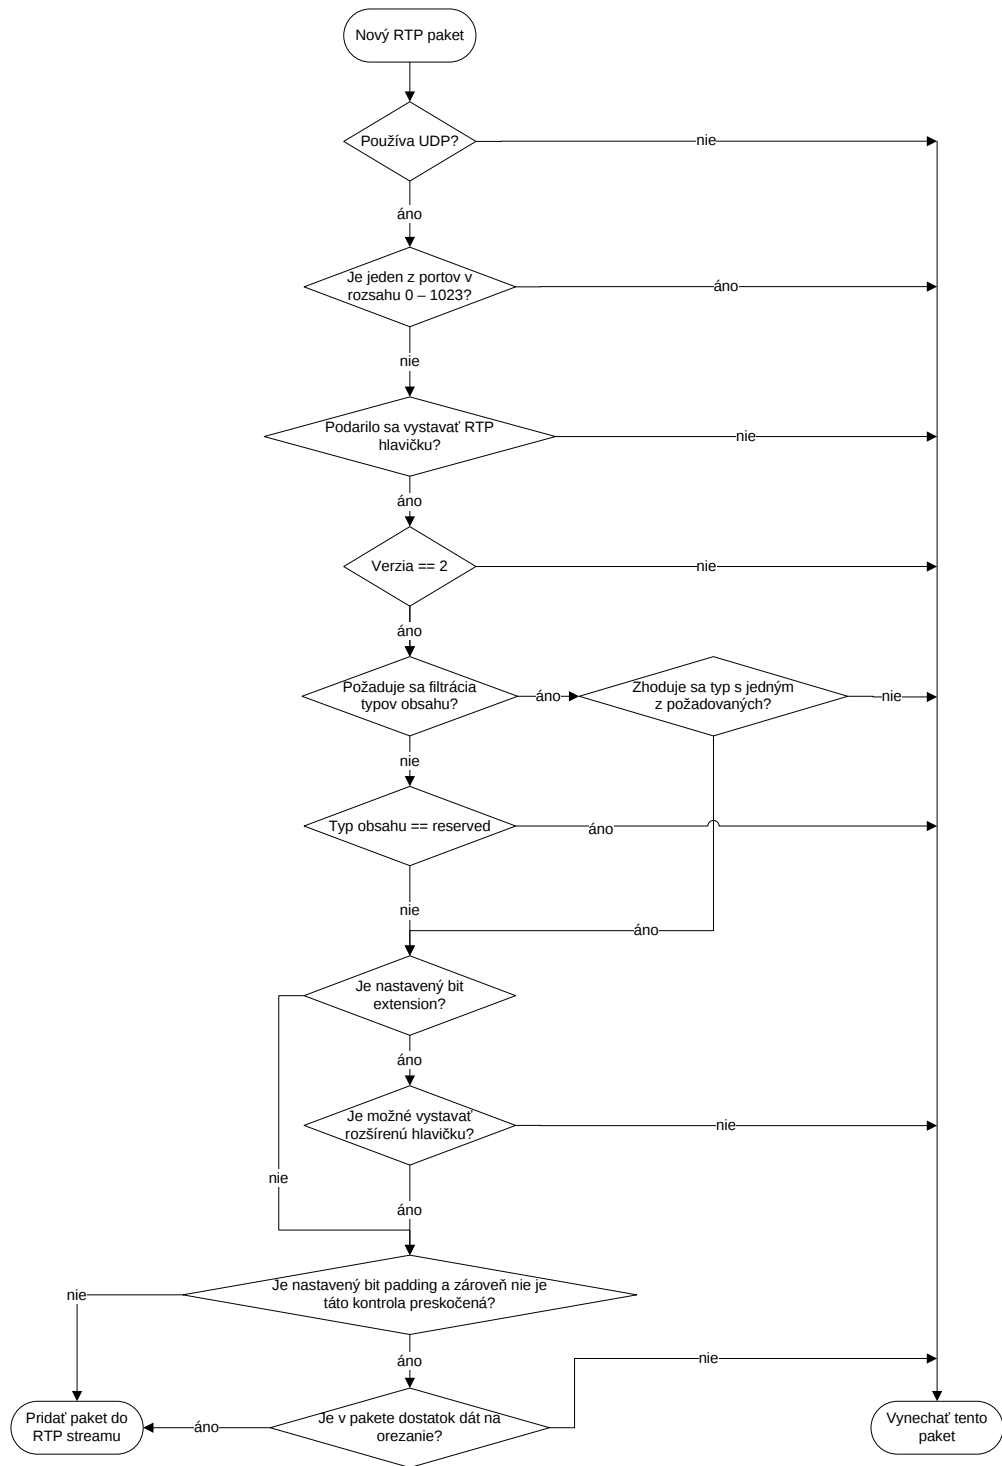 Nový RTP paket
Používa UDP?
nie
áno
Je jeden z portov v
rozsahu 0 – 1023?
áno
nie
Podarilo sa vystavať RTP
hlavičku?
nie
áno
Verzia == 2
nie
áno
Požaduje sa filtrácia
typov obsahu?
áno
Zhoduje sa typ s jedným
z požadovaných?
nie
nie
Typ obsahu == reserved
áno
nie
áno
Je nastavený bit
extension?
áno
Je možné vystavať
rozšírenú hlavičku?
nie
nie
áno
Je nastavený bit padding a zároveň nie je
táto kontrola preskočená?
nie
áno
nie
Pridať paket do
RTP streamu
áno
Je v pakete dostatok dát na
orezanie?
Vynechať tento
paket